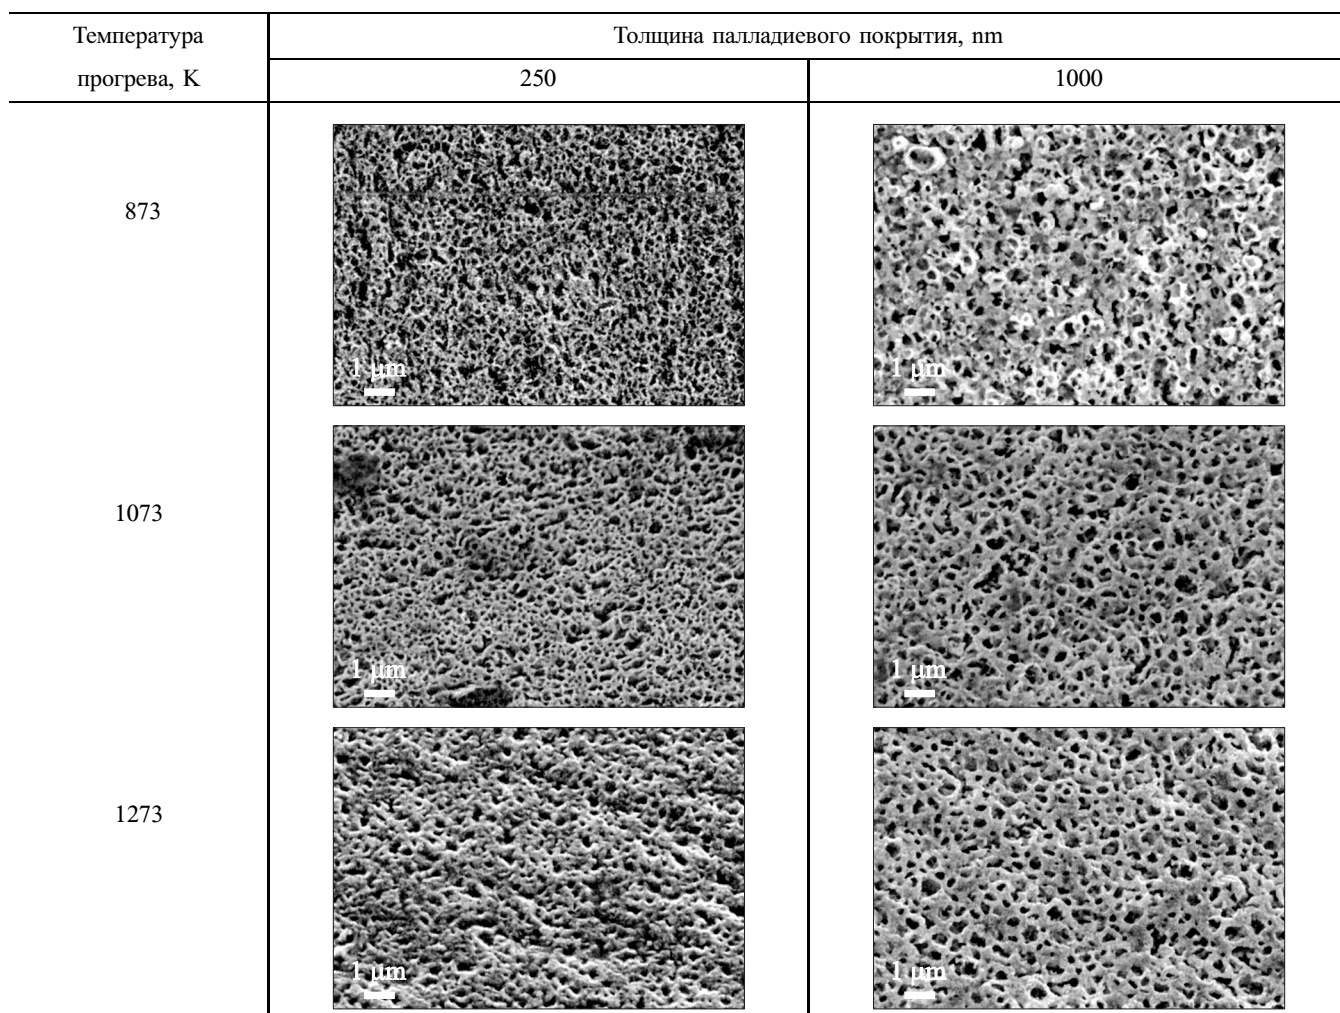 Температура
прогрева, K
Толщина палладиевого покрытия, nm
250
1000
873
1 μm
1 μm
1073
1 μm
1 μm
1273
1 μm
1 μm